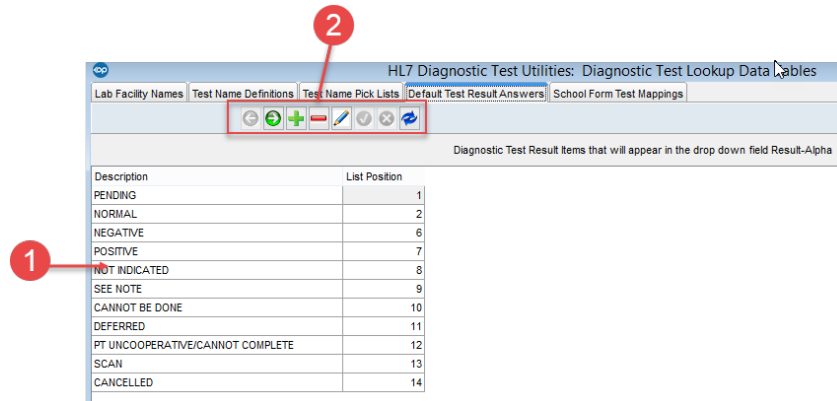 2
HL7 Diagnostic Test Utilities: Diagnostic Test Lookup Data Tables
Lab Facility Names Test Name Definitions Test Name Pick Lists Default Test Result Answers School Form Test Mappings
Diagnostic Test Result Items that will appear in the drop down field Result-Alpha
Description List Position
PENDING 1
NORMAL 2
NEGATIVE 6
POSITIVE 7
1
NOT INDICATED 8
SEE NOTE 9
CANNOT BE DONE 10
DEFERRED 11
PT UNCOOPERATIVE/CANNOT COMPLETE 12
SCAN 13
CANCELLED 14